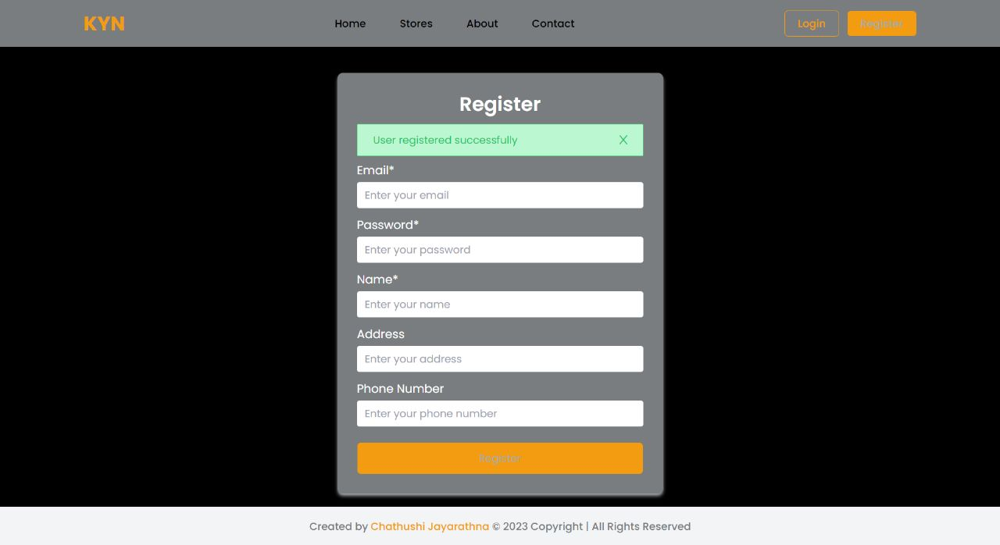 KYN Home Stores About Contact Login Register
Register
User registered successfully X
Email*
Enter your email
Password*
Enter your password
Name*
Enter your name
Address
Enter your address
Phone Number
Enter your phone number
Register
Created by Chathushi Jayarathna © 2023 Copyright | All Rights Reserved